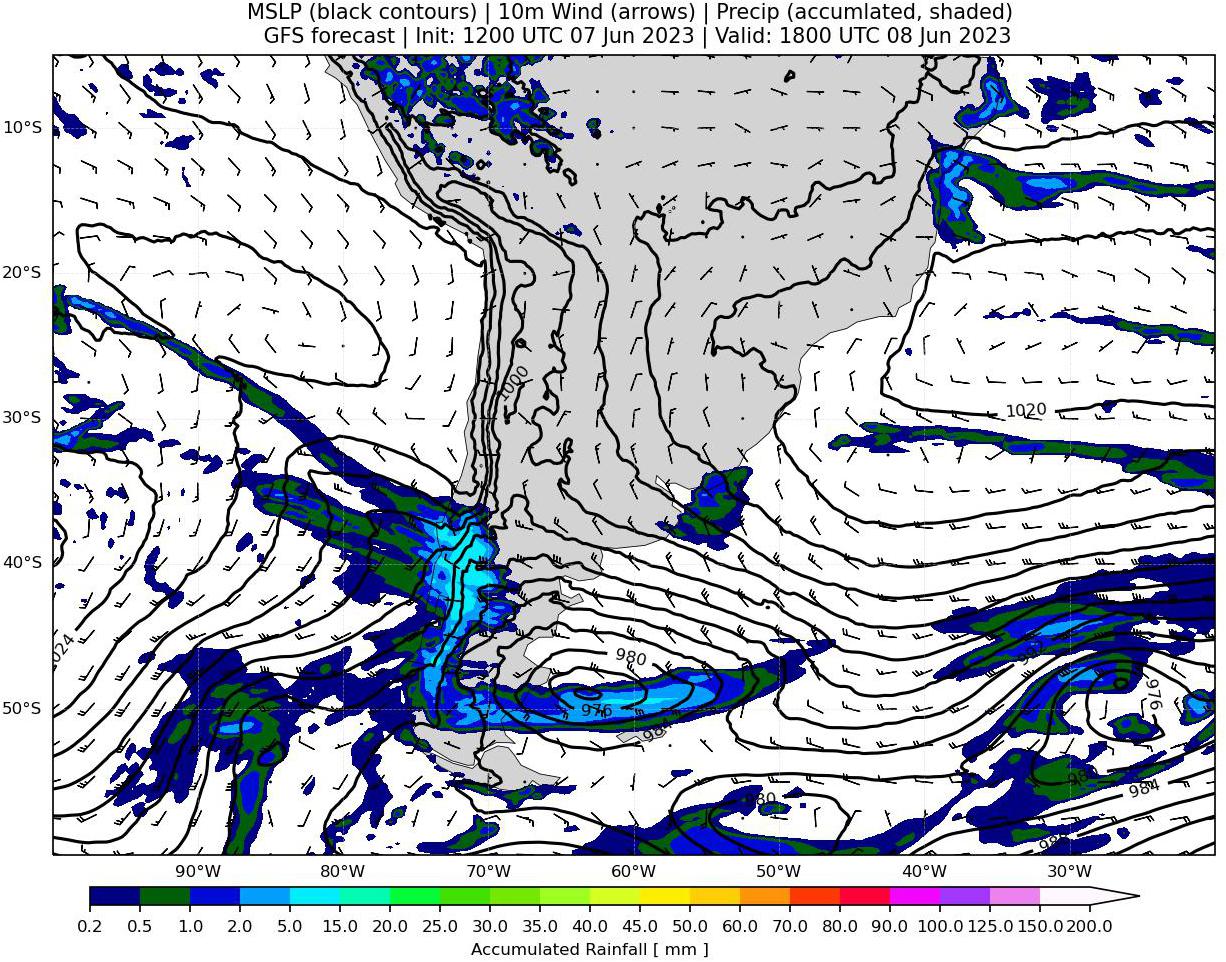 MSLP (black contours) | 10m Wind (arrows) | Precip (accumlated, shaded)
GFS forecast | Init: 1200 UTC 07 Jun 2023 | Valid: 1800 UTC 08 Jun 2023
10°S
20°S
1000
30°S
1020
40°S
1024
992
980
976
50°S
976
984
980
984
980
988
90°W 80°W 70°W 60°W 50°W 40°W 30°W
0.2 0.5 1.0 2.0 5.0 10.0 15.0 20.0 25.0 30.0 35.0 40.0 45.0 50.0 60.0 70.0 80.0 90.0 100.0 125.0 150.0 200.0
Accumulated Rainfall [ mm ]